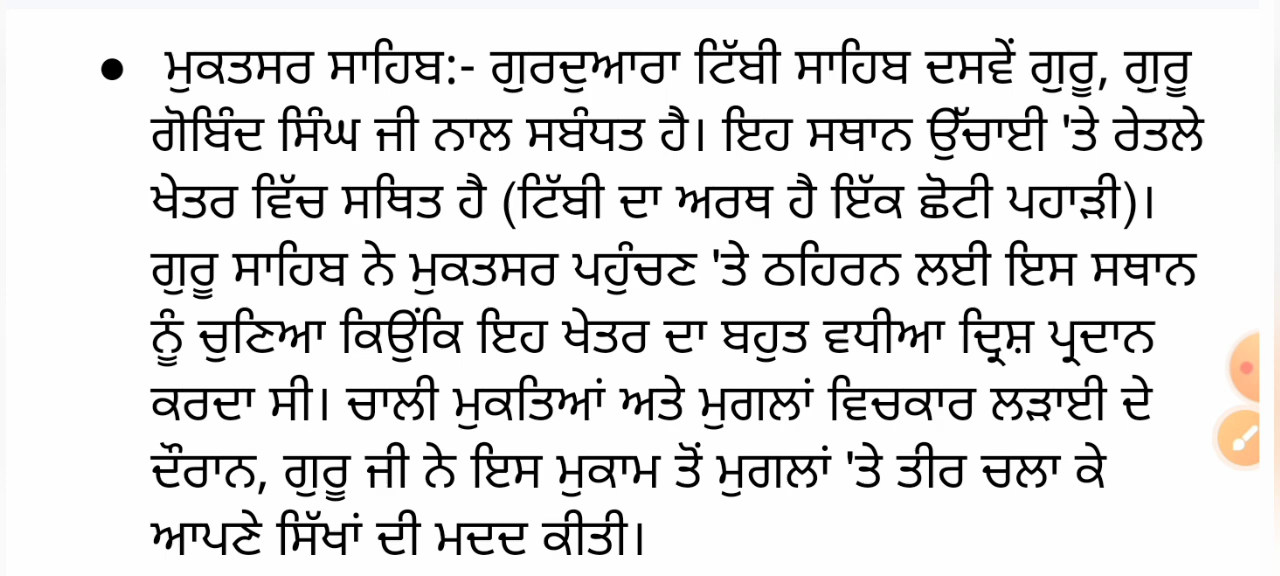 • ਮੁਕਤਸਰ ਸਾਹਿਬ:- ਗੁਰਦੁਆਰਾ ਟਿੱਬੀ ਸਾਹਿਬ ਦਸਵੇਂ ਗੁਰੂ, ਗੁਰੂ
ਗੋਬਿੰਦ ਸਿੰਘ ਜੀ ਨਾਲ ਸਬੰਧਤ ਹੈ। ਇਹ ਸਥਾਨ ਉੱਚਾਈ 'ਤੇ ਰੇਤਲੇ
ਖੇਤਰ ਵਿੱਚ ਸਥਿਤ ਹੈ (ਟਿੱਬੀ ਦਾ ਅਰਥ ਹੈ ਇੱਕ ਛੋਟੀ ਪਹਾੜੀ)।
ਗੁਰੂ ਸਾਹਿਬ ਨੇ ਮੁਕਤਸਰ ਪਹੁੰਚਣ 'ਤੇ ਠਹਿਰਨ ਲਈ ਇਸ ਸਥਾਨ
ਨੂੰ ਚੁਣਿਆ ਕਿਉਂਕਿ ਇਹ ਖੇਤਰ ਦਾ ਬਹੁਤ ਵਧੀਆ ਦ੍ਰਿਸ਼ ਪ੍ਰਦਾਨ
ਕਰਦਾ ਸੀ। ਚਾਲੀ ਮੁਕਤਿਆਂ ਅਤੇ ਮੁਗਲਾਂ ਵਿਚਕਾਰ ਲੜਾਈ ਦੇ
ਦੌਰਾਨ, ਗੁਰੂ ਜੀ ਨੇ ਇਸ ਮੁਕਾਮ ਤੋਂ ਮੁਗਲਾਂ 'ਤੇ ਤੀਰ ਚਲਾ ਕੇ
ਆਪਣੇ ਸਿੱਖਾਂ ਦੀ ਮਦਦ ਕੀਤੀ।